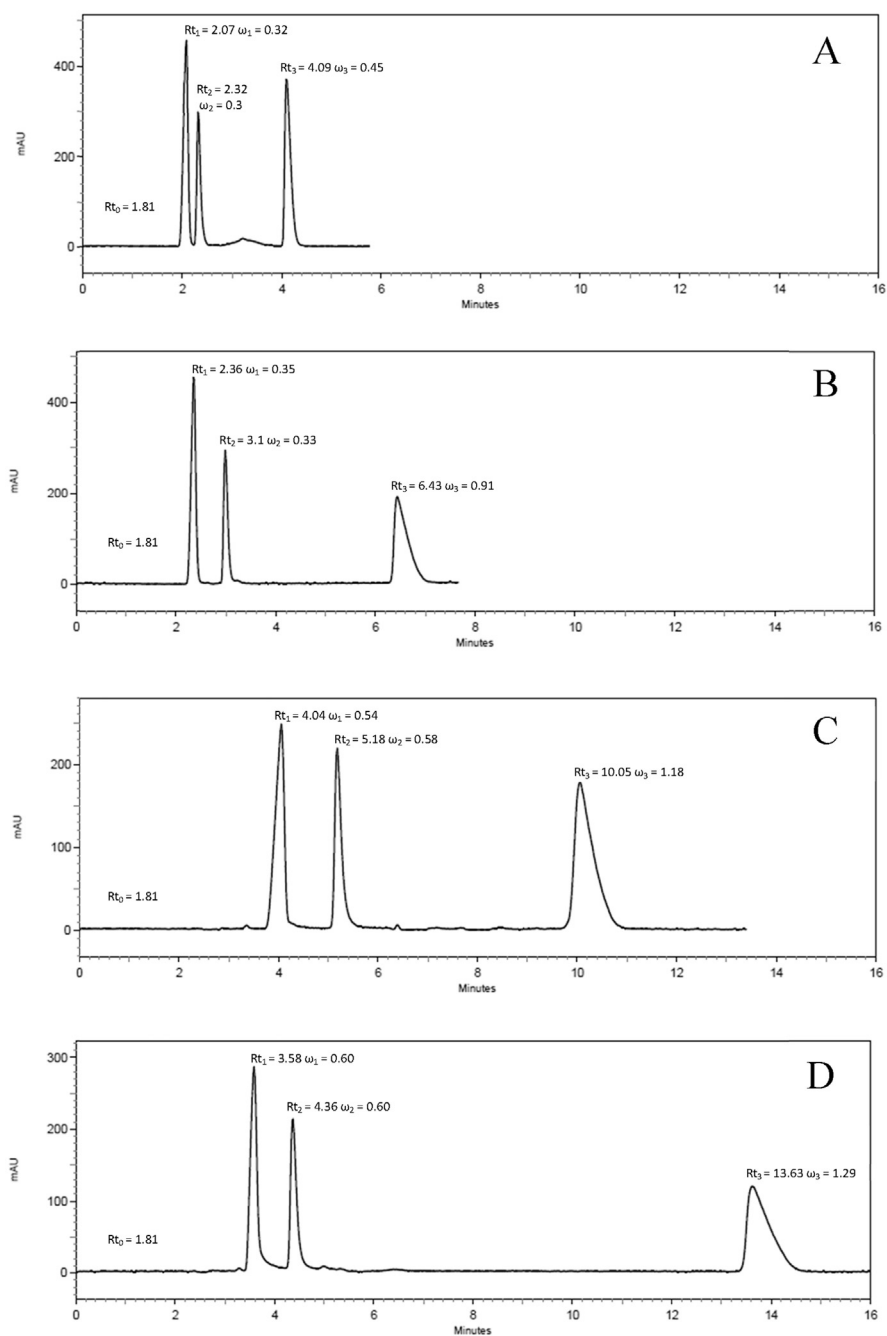 Rt₁ = 2.07 ω₁ = 0.32
A
Rt₃ = 4.09 ω₃ = 0.45
Rt₂ = 2.32
ω₂ = 0.3
400
mAU
200
Rt₀ = 1.81
0
0 2 4 6 8 10 12 14 16
Minutes
Rt₁ = 2.36 ω₁ = 0.35
B
400
Rt₂ = 3.1 ω₂ = 0.33
mAU
Rt₃ = 6.43 ω₃ = 0.91
200
Rt₀ = 1.81
0
0 2 4 6 8 10 12 14 16
Minutes
Rt₁ = 4.04 ω₁ = 0.54
C
Rt₂ = 5.18 ω₂ = 0.58
200
Rt₃ = 10.05 ω₃ = 1.18
mAU
100
Rt₀ = 1.81
0
0 2 4 6 8 10 12 14 16
Minutes
300
Rt₁ = 3.58 ω₁ = 0.60
D
Rt₂ = 4.36 ω₂ = 0.60
200
mAU
Rt₃ = 13.63 ω₃ = 1.29
100
Rt₀ = 1.81
0
0 2 4 6 8 10 12 14 16
Minutes